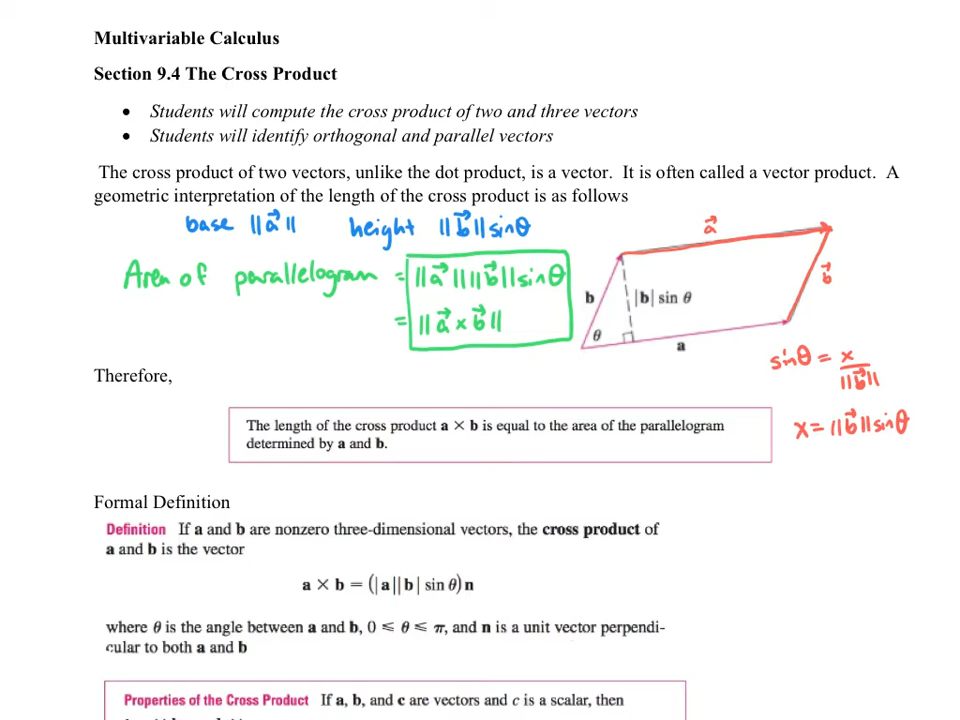 Multivariable Calculus
Section 9.4 The Cross Product
• Students will compute the cross product of two and three vectors
• Students will identify orthogonal and parallel vectors
The cross product of two vectors, unlike the dot product, is a vector. It is often called a vector product. A
geometric interpretation of the length of the cross product is as follows
base ||a⃗|| height ||b⃗||sinθ
Area of parallelogram = ||a⃗|| ||b⃗||sinθ
= ||a⃗ x b⃗||
a⃗
b⃗
b
|b| sin θ
θ
a
sinθ = x / ||b⃗||
x = ||b⃗||sinθ
Therefore,
The length of the cross product a × b is equal to the area of the parallelogram
determined by a and b.
Formal Definition
Definition If a and b are nonzero three-dimensional vectors, the cross product of
a and b is the vector
a × b = (|a||b| sin θ)n
where θ is the angle between a and b, 0 ≤ θ ≤ π, and n is a unit vector perpendi-
cular to both a and b
Properties of the Cross Product If a, b, and c are vectors and c is a scalar, then